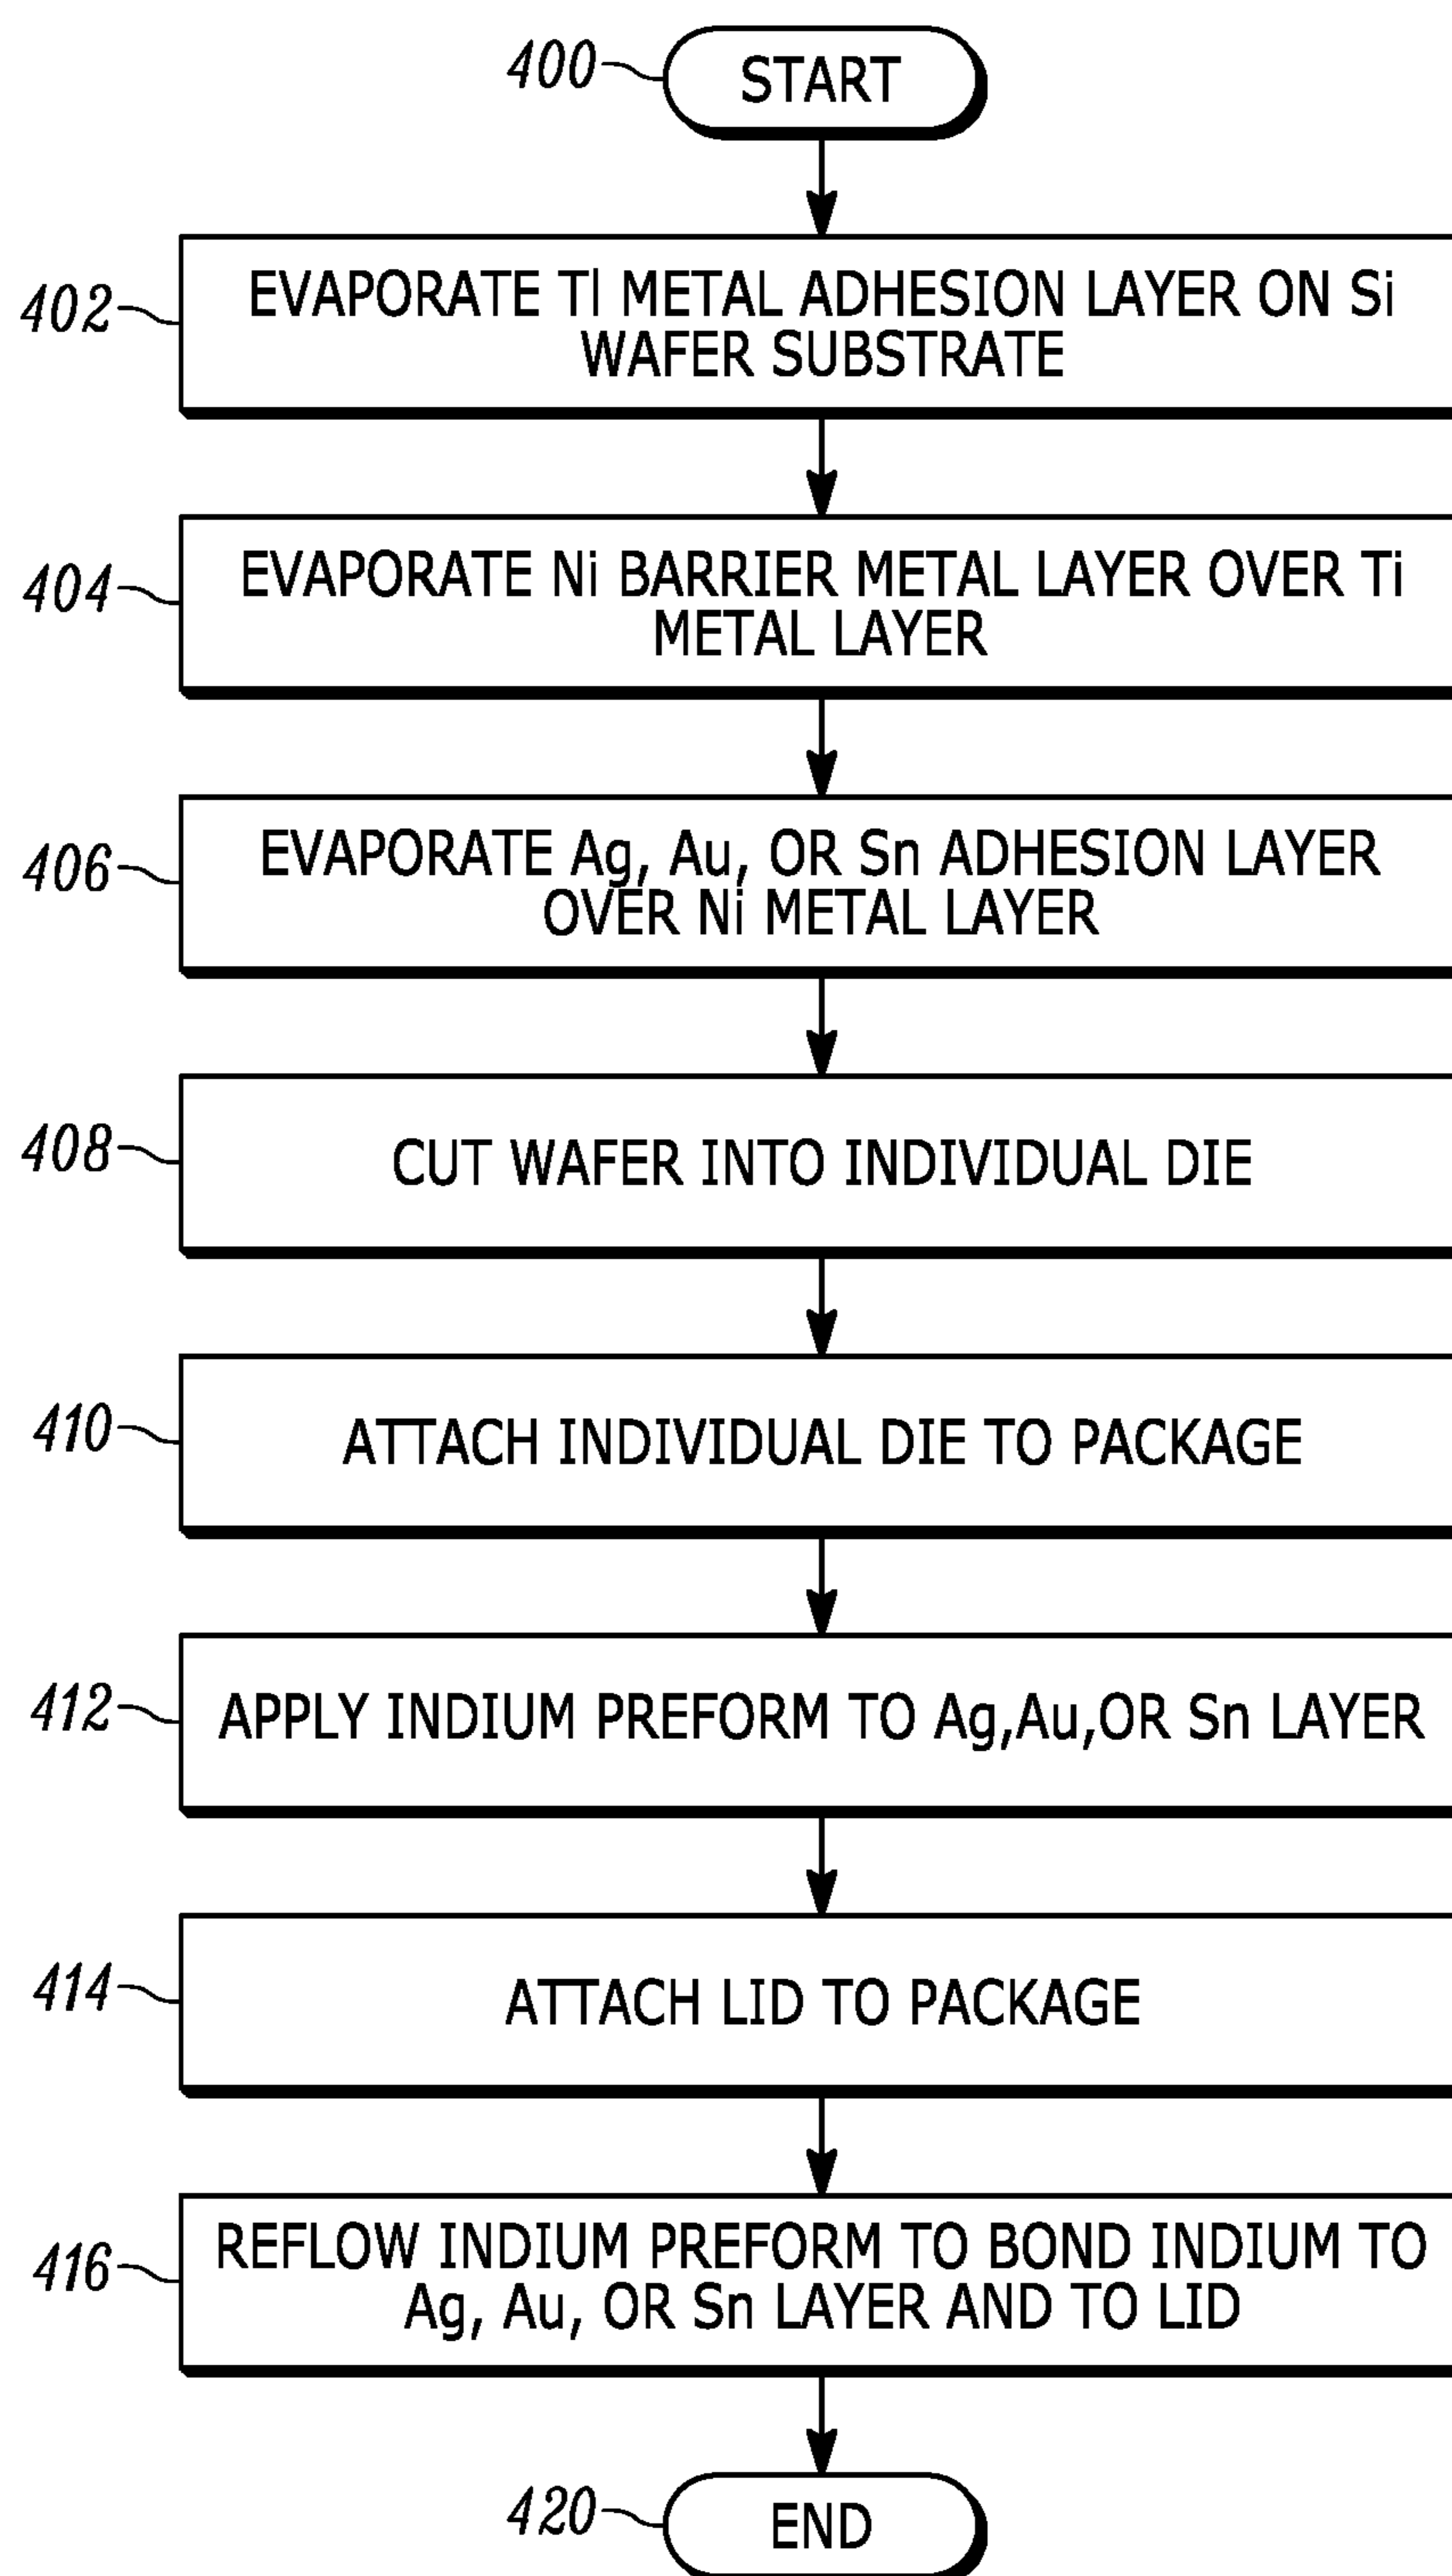 400
START
402
EVAPORATE Tl METAL ADHESION LAYER ON Si
WAFER SUBSTRATE
404
EVAPORATE Ni BARRIER METAL LAYER OVER Ti
METAL LAYER
406
EVAPORATE Ag, Au, OR Sn ADHESION LAYER
OVER Ni METAL LAYER
408
CUT WAFER INTO INDIVIDUAL DIE
410
ATTACH INDIVIDUAL DIE TO PACKAGE
412
APPLY INDIUM PREFORM TO Ag,Au,OR Sn LAYER
414
ATTACH LID TO PACKAGE
416
REFLOW INDIUM PREFORM TO BOND INDIUM TO
Ag, Au, OR Sn LAYER AND TO LID
420
END